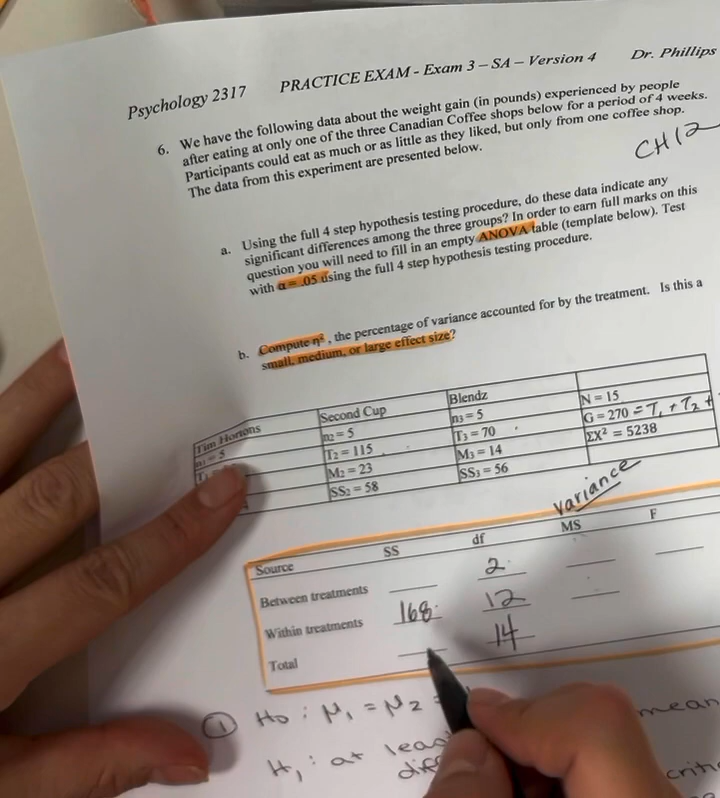 Psychology 2317 PRACTICE EXAM - Exam 3 – SA – Version 4 Dr. Phillips
6. We have the following data about the weight gain (in pounds) experienced by people
after eating at only one of the three Canadian Coffee shops below for a period of 4 weeks.
Participants could eat as much or as little as they liked, but only from one coffee shop.
The data from this experiment are presented below.
CH 12
a. Using the full 4 step hypothesis testing procedure, do these data indicate any
significant differences among the three groups? In order to earn full marks on this
question you will need to fill in an empty ANOVA table (template below). Test
with α = .05 using the full 4 step hypothesis testing procedure.
b. Compute η², the percentage of variance accounted for by the treatment. Is this a
small, medium, or large effect size?
Tim Hortons Second Cup Blendz N = 15
n₁ = 5 n₂ = 5 n₃ = 5 G = 270 = T₁ + T₂ +
T₁ T₂ = 115 T₃ = 70 ΣX² = 5238
M₂ = 23 M₃ = 14
SS₂ = 58 SS₃ = 56
variance
Source SS df MS F
Between treatments 2
Within treatments 168 12
Total 14
① H₀ : μ₁ = μ₂ = mean
H₁ : at least
crit